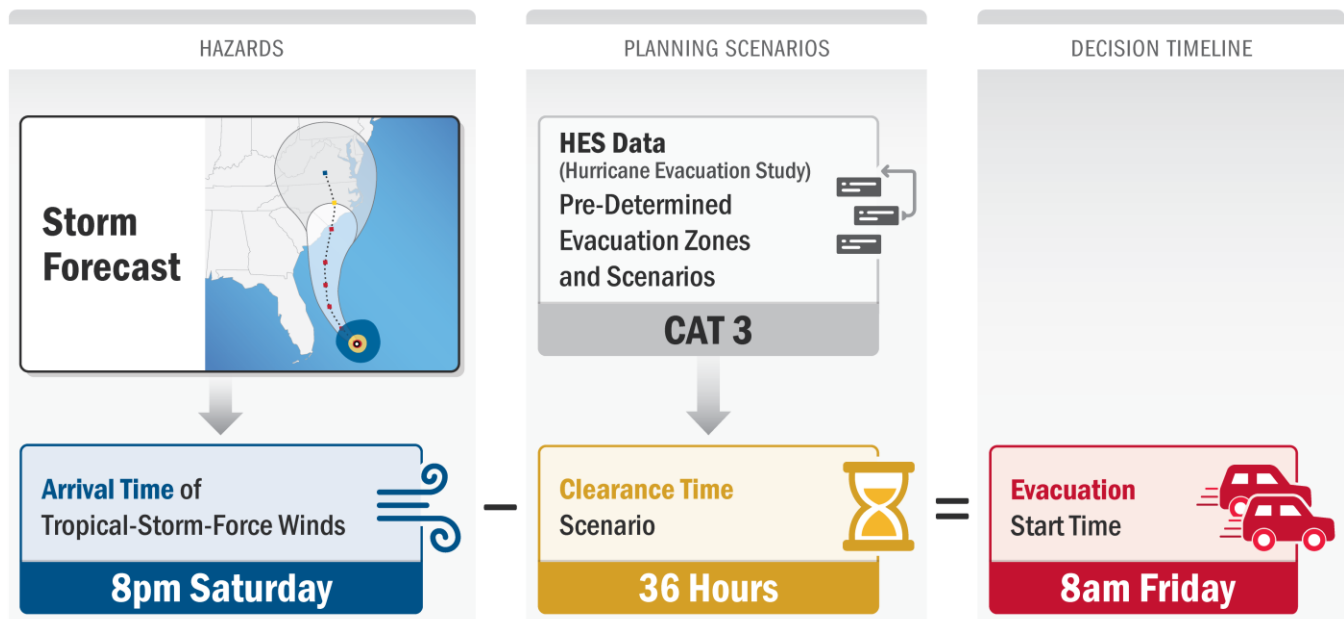 HAZARDS
Storm
Forecast
Arrival Time of
Tropical-Storm-Force Winds
8pm Saturday
–
PLANNING SCENARIOS
HES Data
(Hurricane Evacuation Study)
Pre-Determined
Evacuation Zones
and Scenarios
CAT 3
Clearance Time
Scenario
36 Hours
=
DECISION TIMELINE
Evacuation
Start Time
8am Friday